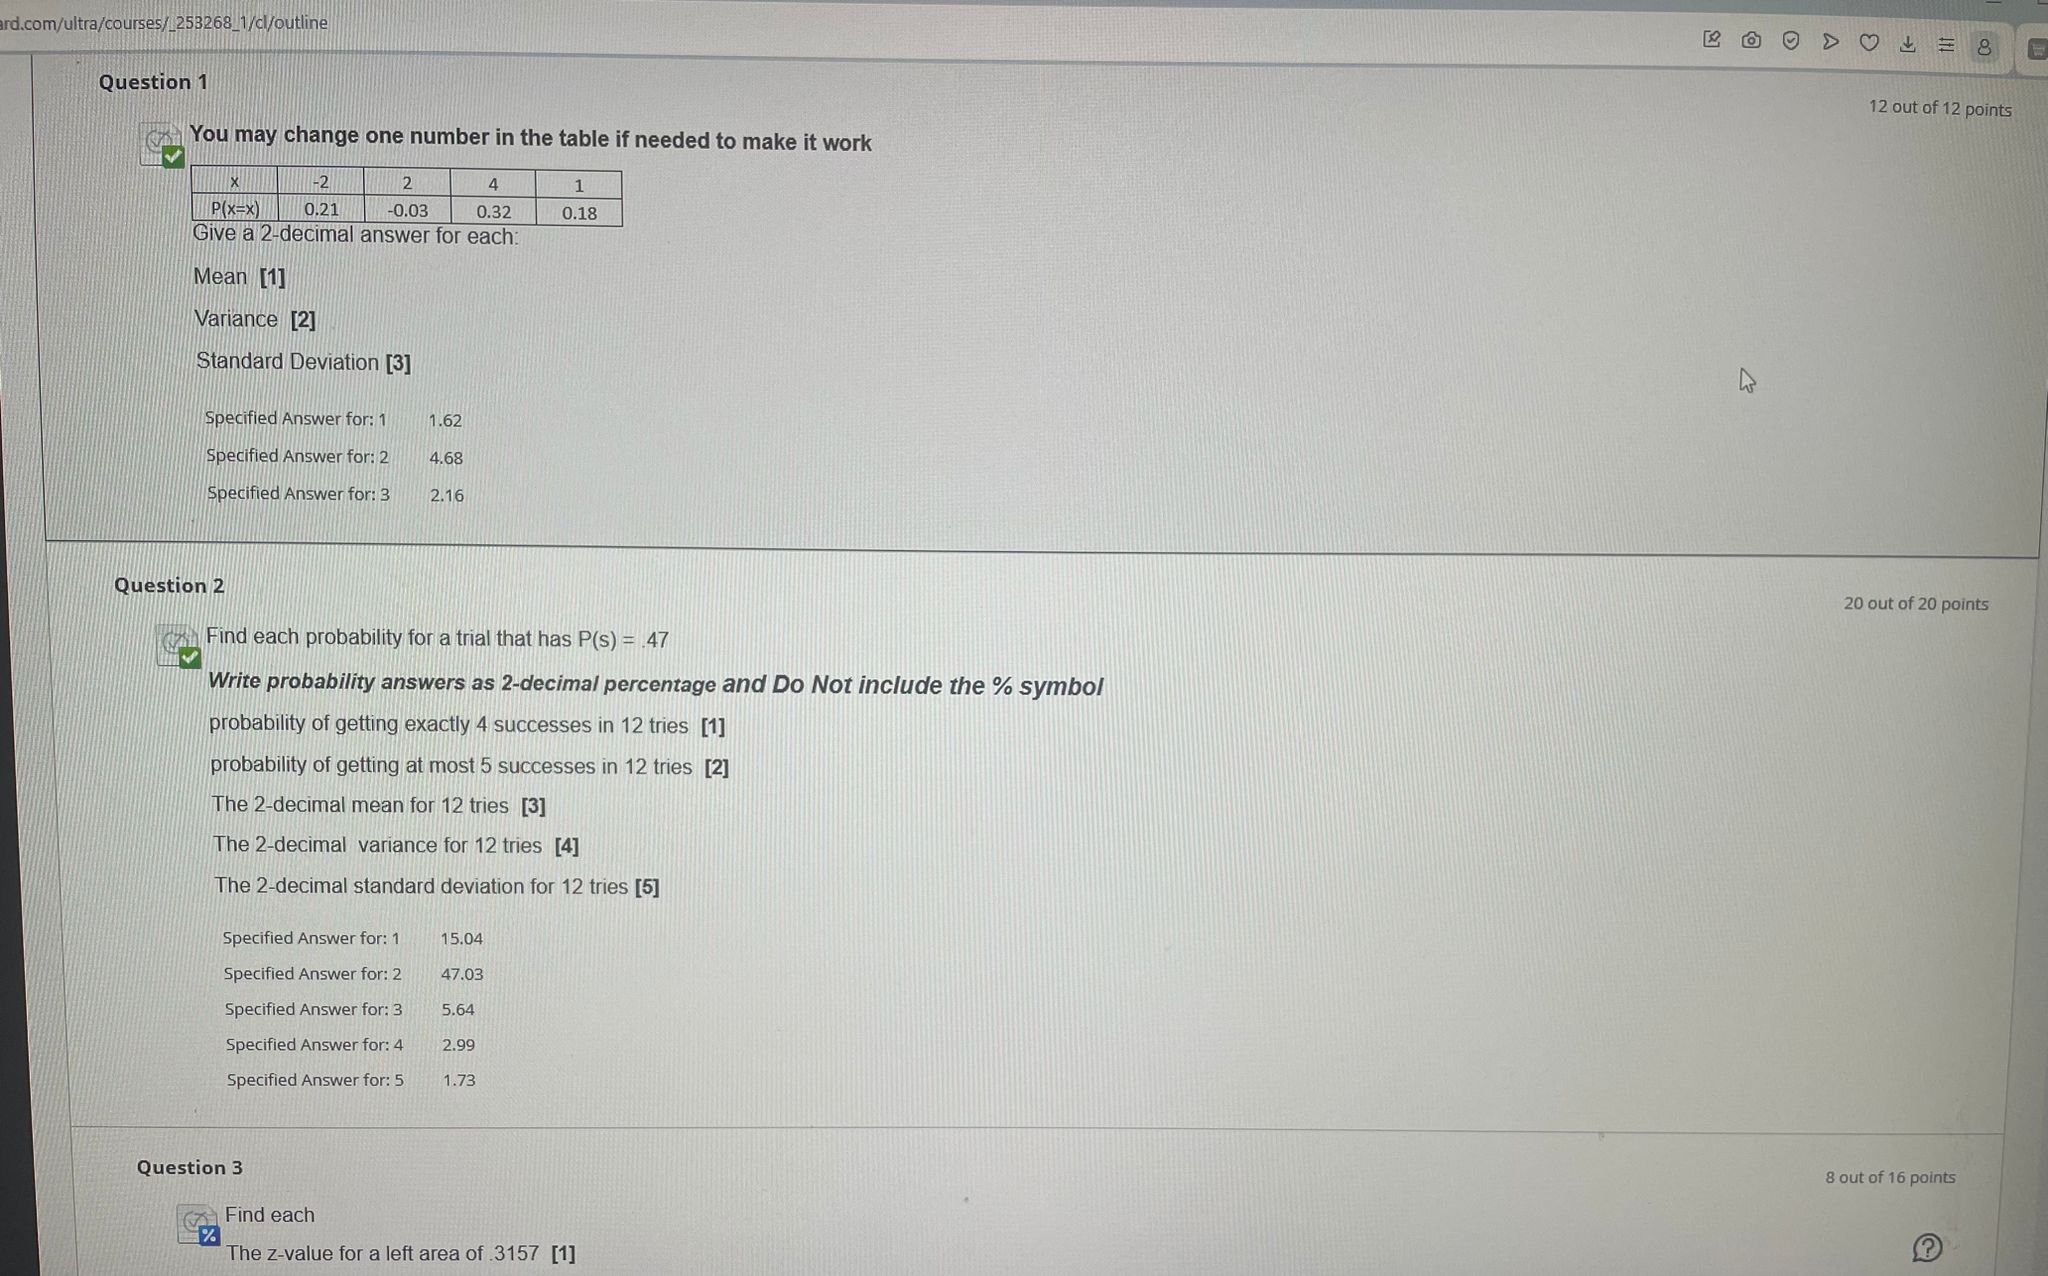 ard.com/ultra/courses/_253268_1/cl/outline
Question 1
12 out of 12 points
You may change one number in the table if needed to make it work
x -2 2 4 1
P(x=x) 0.21 -0.03 0.32 0.18
Give a 2-decimal answer for each:
Mean [1]
Variance [2]
Standard Deviation [3]
Specified Answer for: 1 1.62
Specified Answer for: 2 4.68
Specified Answer for: 3 2.16
Question 2
20 out of 20 points
Find each probability for a trial that has P(s) = .47
Write probability answers as 2-decimal percentage and Do Not include the % symbol
probability of getting exactly 4 successes in 12 tries [1]
probability of getting at most 5 successes in 12 tries [2]
The 2-decimal mean for 12 tries [3]
The 2-decimal variance for 12 tries [4]
The 2-decimal standard deviation for 12 tries [5]
Specified Answer for: 1 15.04
Specified Answer for: 2 47.03
Specified Answer for: 3 5.64
Specified Answer for: 4 2.99
Specified Answer for: 5 1.73
Question 3
8 out of 16 points
%
Find each
The z-value for a left area of .3157 [1]